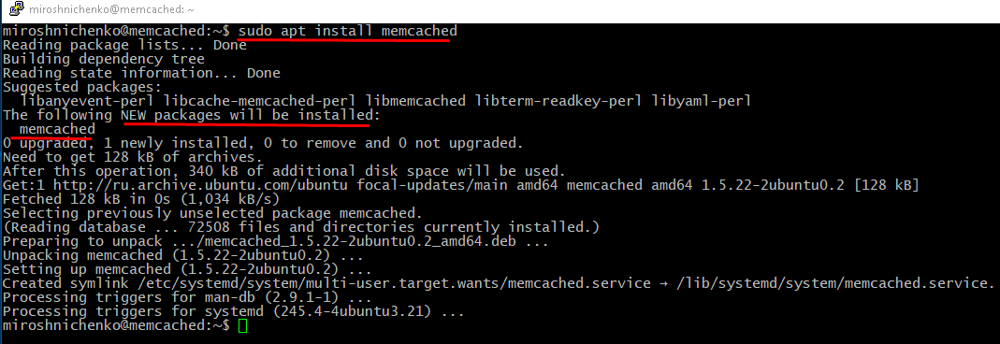 miroshnichenko@memcached: ~
miroshnichenko@memcached:~$ sudo apt install memcached
Reading package lists... Done
Building dependency tree
Reading state information... Done
Suggested packages:
  libanyevent-perl libcache-memcached-perl libmemcached libterm-readkey-perl libyaml-perl
The following NEW packages will be installed:
  memcached
0 upgraded, 1 newly installed, 0 to remove and 0 not upgraded.
Need to get 128 kB of archives.
After this operation, 340 kB of additional disk space will be used.
Get:1 http://ru.archive.ubuntu.com/ubuntu focal-updates/main amd64 memcached amd64 1.5.22-2ubuntu0.2 [128 kB]
Fetched 128 kB in 0s (1,034 kB/s)
Selecting previously unselected package memcached.
(Reading database ... 72508 files and directories currently installed.)
Preparing to unpack .../memcached_1.5.22-2ubuntu0.2_amd64.deb ...
Unpacking memcached (1.5.22-2ubuntu0.2) ...
Setting up memcached (1.5.22-2ubuntu0.2) ...
Created symlink /etc/systemd/system/multi-user.target.wants/memcached.service → /lib/systemd/system/memcached.service.
Processing triggers for man-db (2.9.1-1) ...
Processing triggers for systemd (245.4-4ubuntu3.21) ...
miroshnichenko@memcached:~$